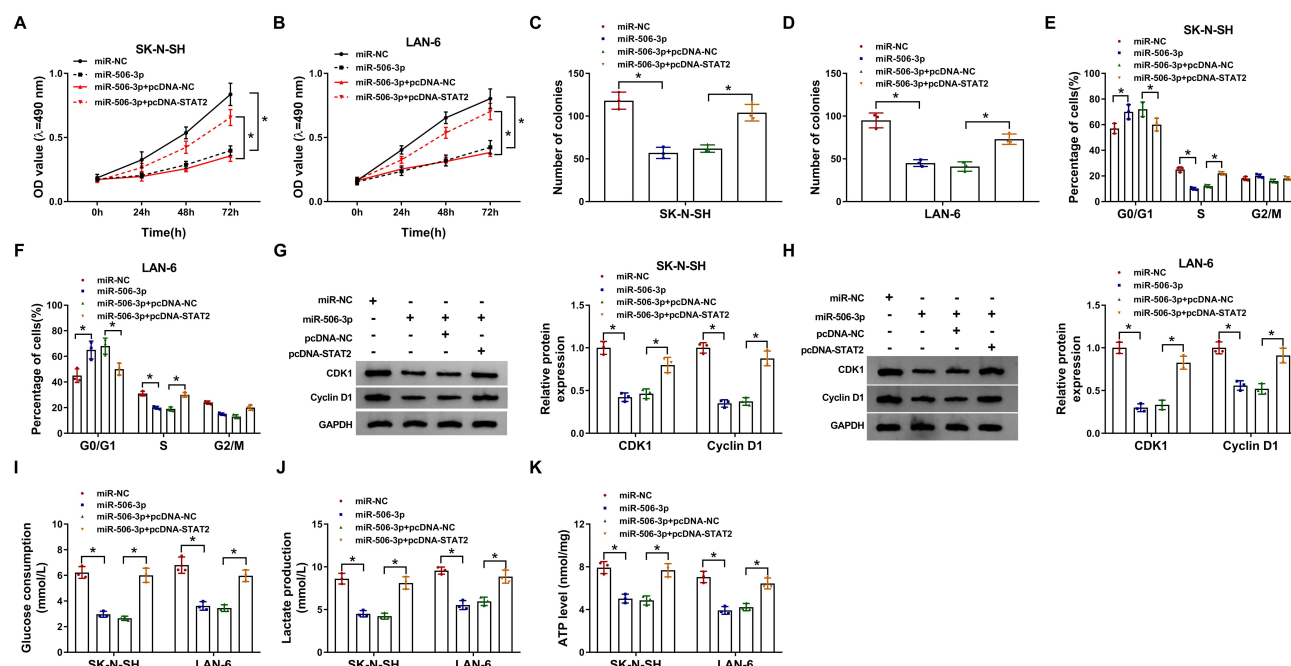 A
SK-N-SH
miR-NC
miR-506-3p
miR-506-3p+pcDNA-NC
miR-506-3p+pcDNA-STAT2
OD value (λ=490 nm)
1.0
0.5
0.0
0h 24h 48h 72h
Time(h)
*
*
B
LAN-6
miR-NC
miR-506-3p
miR-506-3p+pcDNA-NC
miR-506-3p+pcDNA-STAT2
OD value (λ=490 nm)
1.0
0.5
0.0
0h 24h 48h 72h
Time(h)
*
*
C
miR-NC
miR-506-3p
miR-506-3p+pcDNA-NC
miR-506-3p+pcDNA-STAT2
Number of colonies
150
100
50
0
* *
SK-N-SH
D
miR-NC
miR-506-3p
miR-506-3p+pcDNA-NC
miR-506-3p+pcDNA-STAT2
Number of colonies
150
100
50
0
* *
LAN-6
E
SK-N-SH
miR-NC
miR-506-3p
miR-506-3p+pcDNA-NC
miR-506-3p+pcDNA-STAT2
Percentage of cells(%)
100
80
60
40
20
0
* * * *
G0/G1 S G2/M
F
LAN-6
miR-NC
miR-506-3p
miR-506-3p+pcDNA-NC
miR-506-3p+pcDNA-STAT2
Percentage of cells(%)
100
80
60
40
20
0
* * * *
G0/G1 S G2/M
G
miR-NC + - - -
miR-506-3p - + + +
pcDNA-NC - - + -
pcDNA-STAT2 - - - +
CDK1
Cyclin D1
GAPDH
SK-N-SH
miR-NC
miR-506-3p
miR-506-3p+pcDNA-NC
miR-506-3p+pcDNA-STAT2
Relative protein
expression
1.5
1.0
0.5
0.0
* * * *
CDK1 Cyclin D1
H
miR-NC + - - -
miR-506-3p - + + +
pcDNA-NC - - + -
pcDNA-STAT2 - - - +
CDK1
Cyclin D1
GAPDH
LAN-6
miR-NC
miR-506-3p
miR-506-3p+pcDNA-NC
miR-506-3p+pcDNA-STAT2
Relative protein
expression
1.5
1.0
0.5
0.0
* * * *
CDK1 Cyclin D1
I
miR-NC
miR-506-3p
miR-506-3p+pcDNA-NC
miR-506-3p+pcDNA-STAT2
Glucose consumption
(mmol/L)
10
8
6
4
2
0
* * * *
SK-N-SH LAN-6
J
miR-NC
miR-506-3p
miR-506-3p+pcDNA-NC
miR-506-3p+pcDNA-STAT2
Lactate production
(mmol/L)
15
10
5
0
* * * *
SK-N-SH LAN-6
K
miR-NC
miR-506-3p
miR-506-3p+pcDNA-NC
miR-506-3p+pcDNA-STAT2
ATP level (nmol/mg)
10
8
6
4
2
0
* * * *
SK-N-SH LAN-6